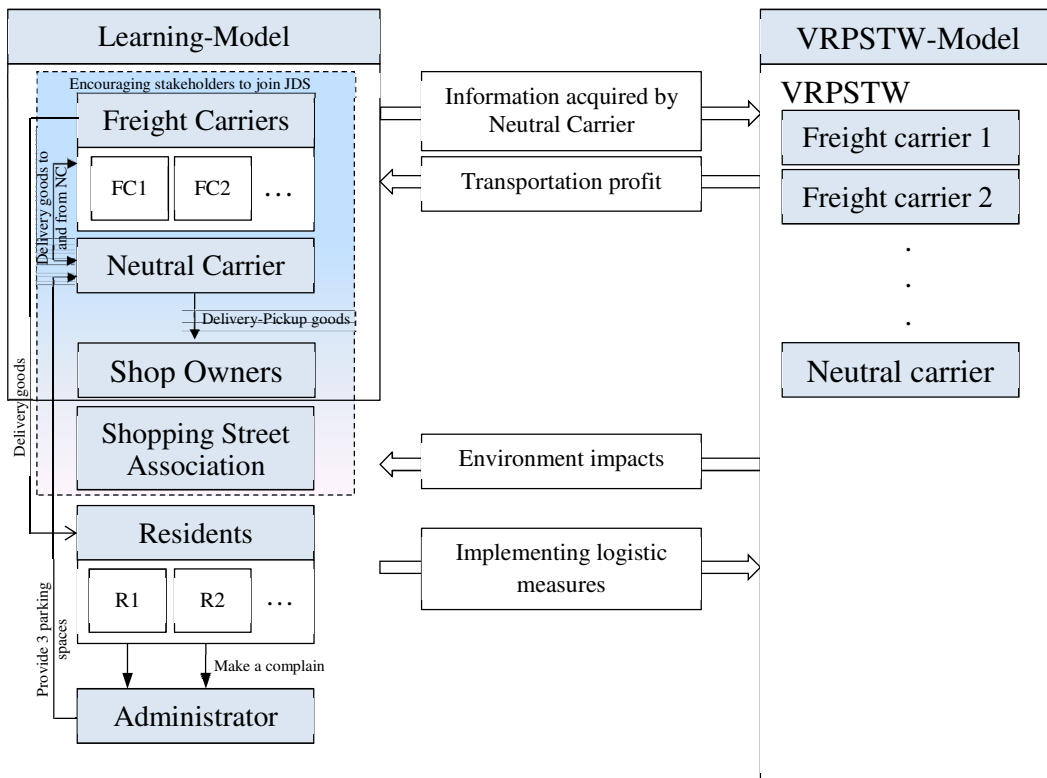 Learning-Model
Encouraging stakeholders to join JDS
Freight Carriers
FC1
FC2
...
Delivery goods to
and from NC
Neutral Carrier
Delivery-Pickup goods
Shop Owners
Shopping Street
Association
Delivery goods
Residents
R1
R2
...
Make a complain
Provide 3 parking
spaces
Administrator
Information acquired by
Neutral Carrier
Transportation profit
Environment impacts
Implementing logistic
measures
VRPSTW-Model
VRPSTW
Freight carrier 1
Freight carrier 2
.
.
.
Neutral carrier